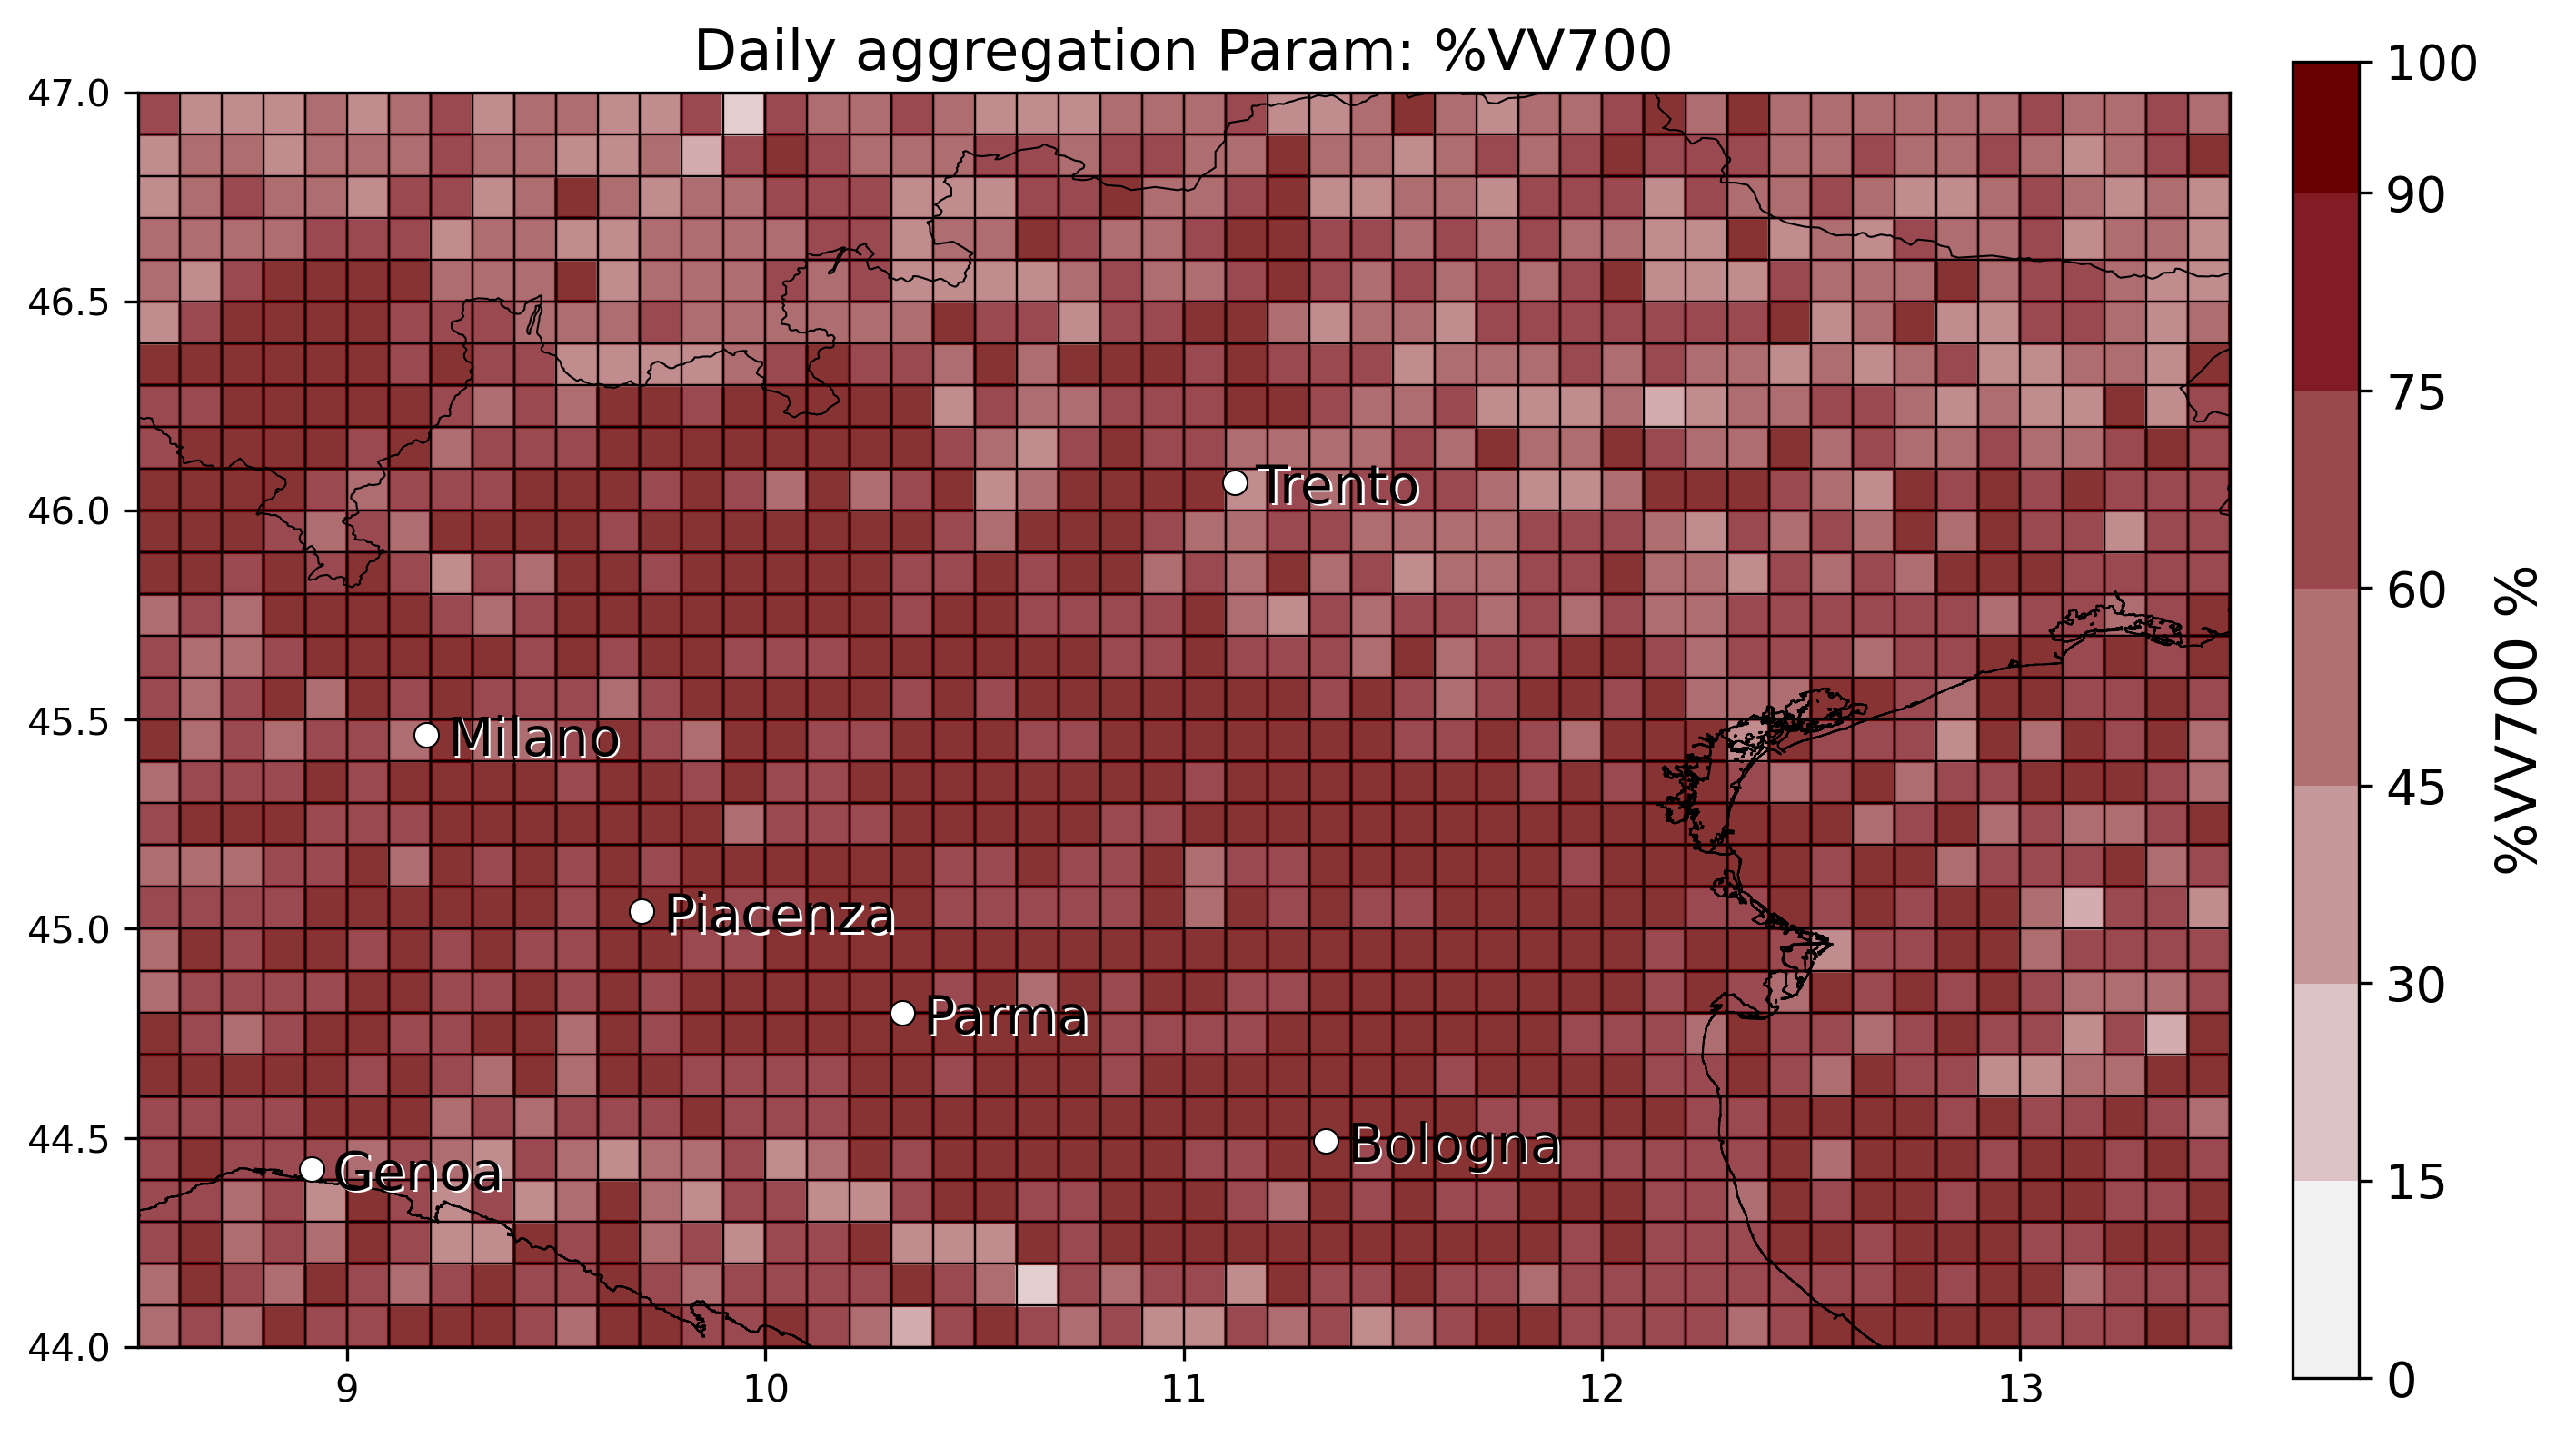 Daily aggregation Param: %VV700
47.0
46.5
46.0
45.5
45.0
44.5
44.0
9
10
11
12
13
Trento
Milano
Piacenza
Parma
Bologna
Genoa
100
90
75
60
45
30
15
0
%VV700 %